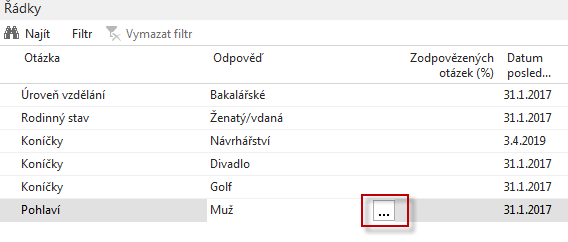 Řádky
Najít Filtr Vymazat filtr
Otázka Odpověď Zodpovězených otázek (%) Datum posled...
Úroveň vzdělání Bakalářské 31.1.2017
Rodinný stav Ženatý/vdaná 31.1.2017
Koníčky Návrhářství 3.4.2019
Koníčky Divadlo 31.1.2017
Koníčky Golf 31.1.2017
Pohlaví Muž ... 31.1.2017